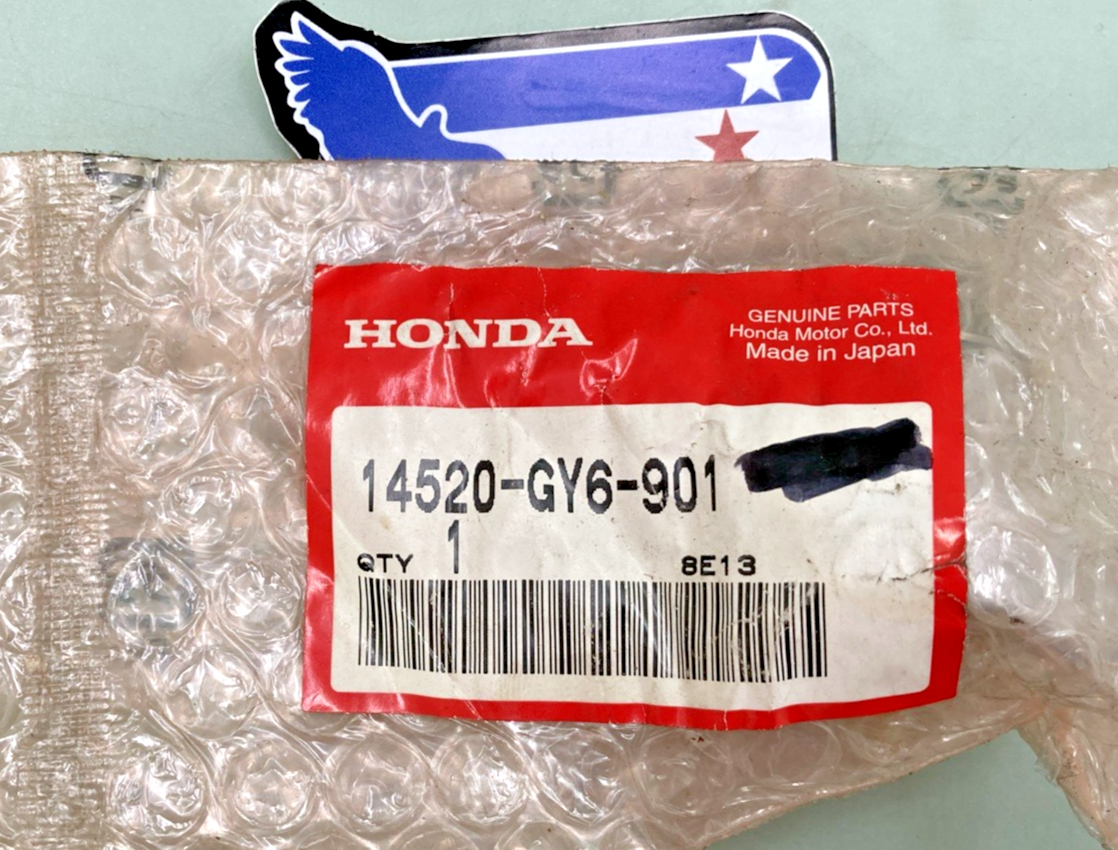 HONDA
GENUINE PARTS
Honda Motor Co., Ltd.
Made in Japan
14520-GY6-901
QTY 1 8E13